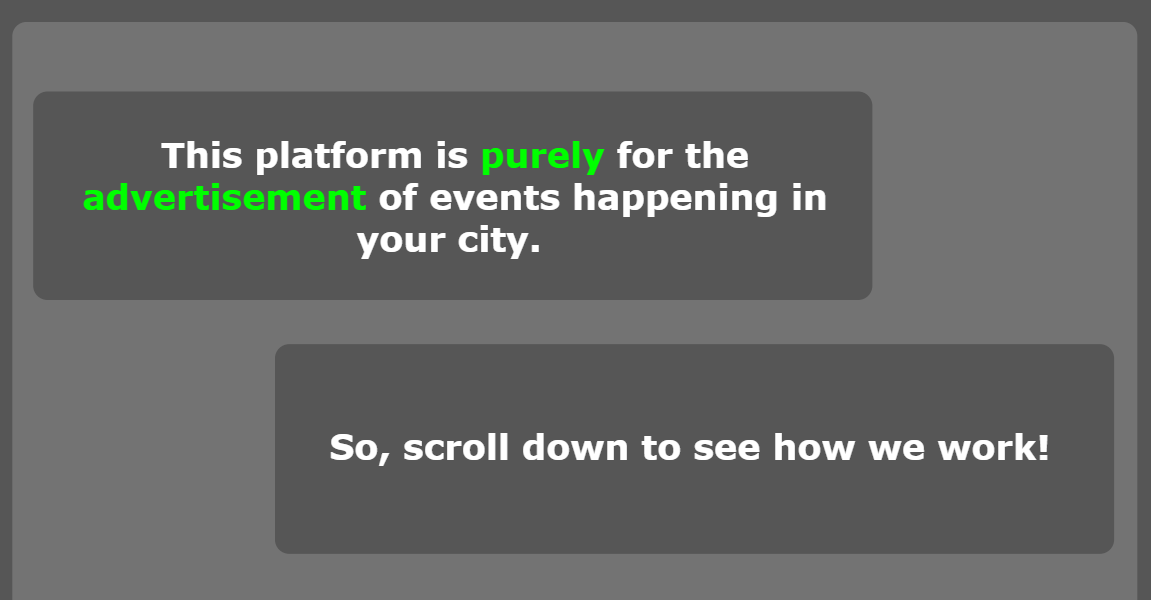 This platform is purely for the
advertisement of events happening in
your city.
So, scroll down to see how we work!